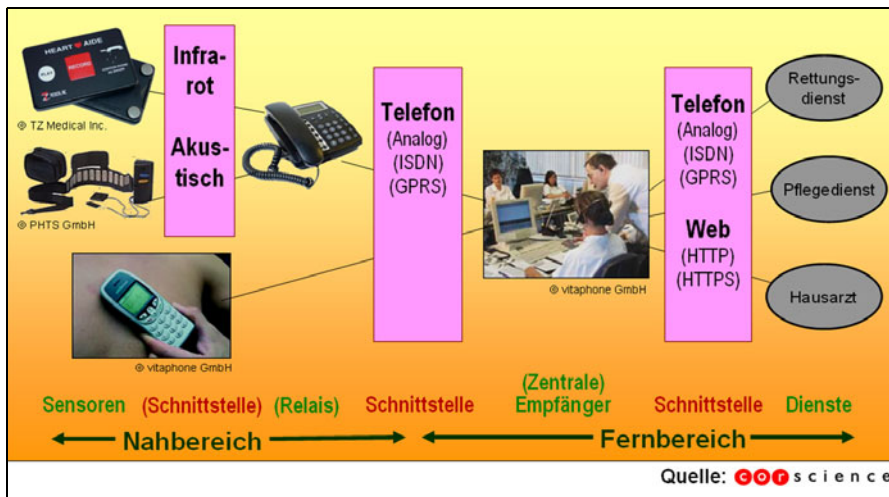 HEART AIDE
PLAY
RECORD
© TZ Medical Inc.
© PHTS GmbH
Infra-
rot
Akus-
tisch
© vitaphone GmbH
Telefon
(Analog)
(ISDN)
(GPRS)
© vitaphone GmbH
Telefon
(Analog)
(ISDN)
(GPRS)
Web
(HTTP)
(HTTPS)
Rettungs-
dienst
Pflegedienst
Hausarzt
Sensoren
(Schnittstelle)
(Relais)
Schnittstelle
(Zentrale)
Empfänger
Schnittstelle
Dienste
Nahbereich
Fernbereich
Quelle: corscience